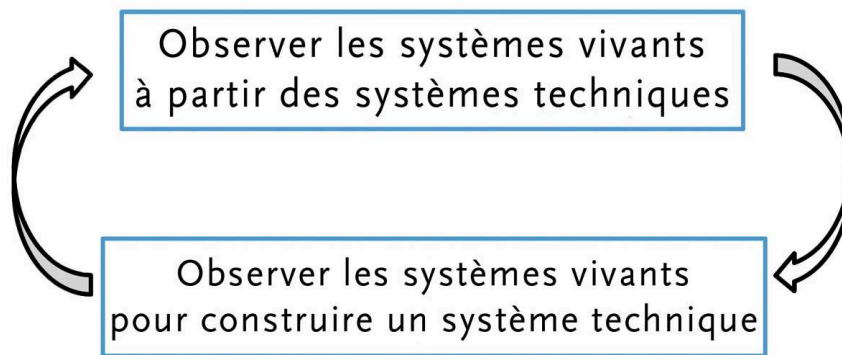 Observer les systèmes vivants
à partir des systèmes techniques
Observer les systèmes vivants
pour construire un système technique